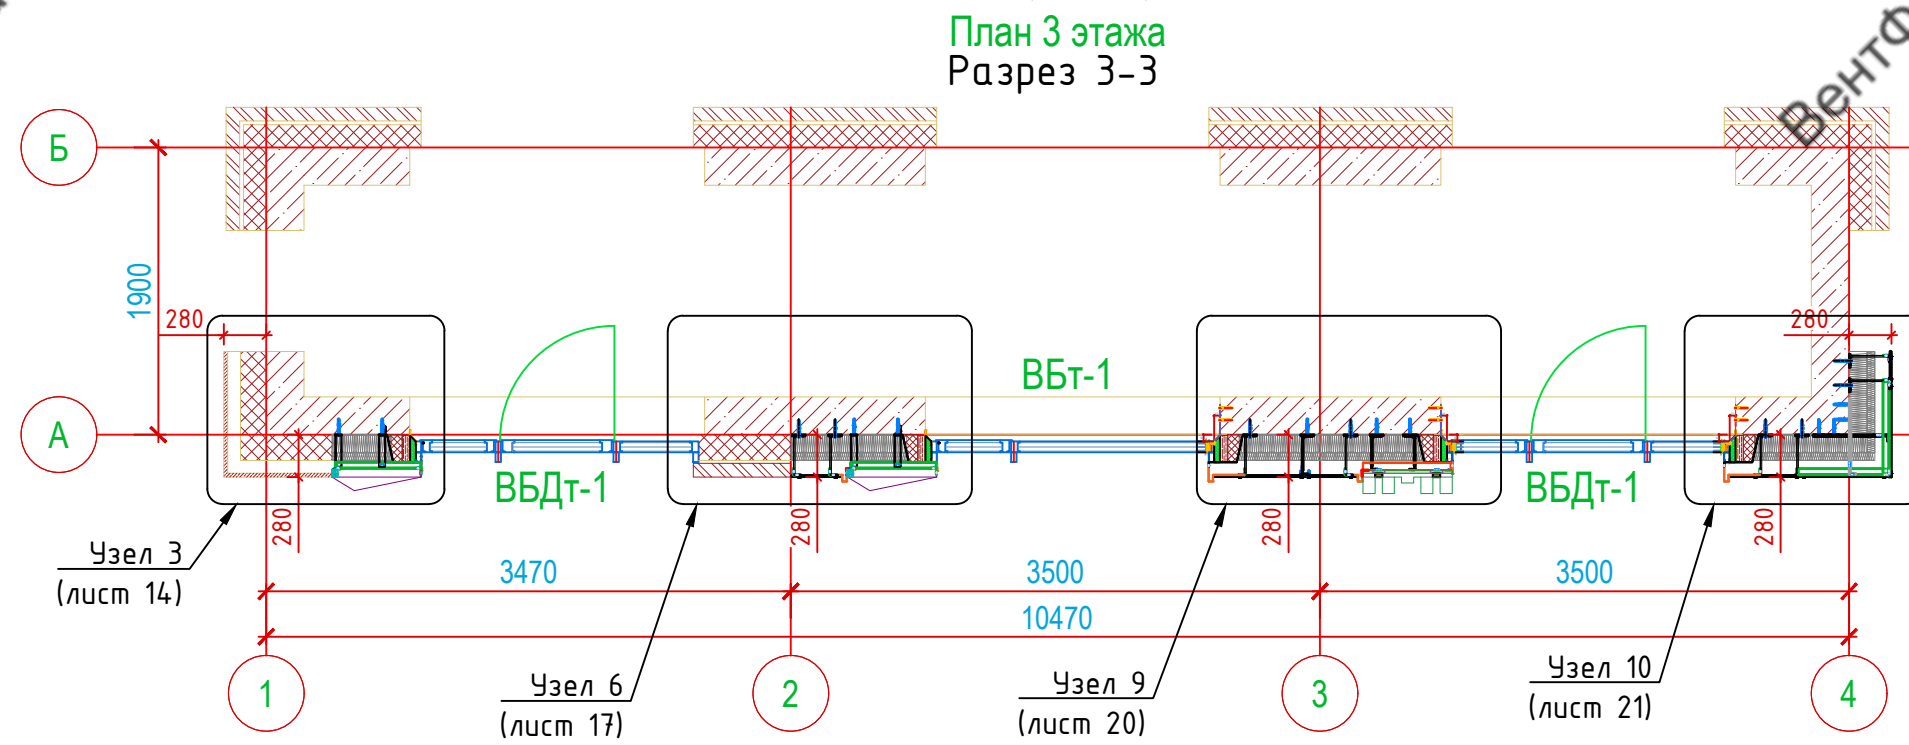 План 3 этажа
Разрез 3-3
Б
1900
280
280
ВБт-1
А
ВБДт-1
ВБДт-1
280
280
280
280
Узел 3
(лист 14)
3470
3500
3500
10470
Узел 6
(лист 17)
Узел 9
(лист 20)
Узел 10
(лист 21)
1
2
3
4